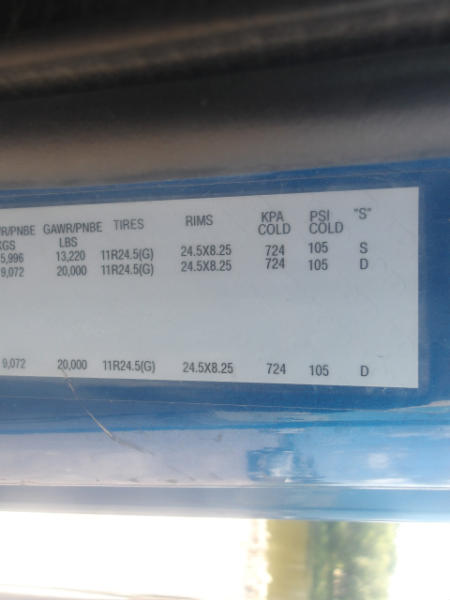 R/PNBE GAWR/PNBE TIRES RIMS KPA PSI "S"
KGS LBS COLD COLD
5,996 13,220 11R24.5(G) 24.5X8.25 724 105 S
9,072 20,000 11R24.5(G) 24.5X8.25 724 105 D
9,072 20,000 11R24.5(G) 24.5X8.25 724 105 D